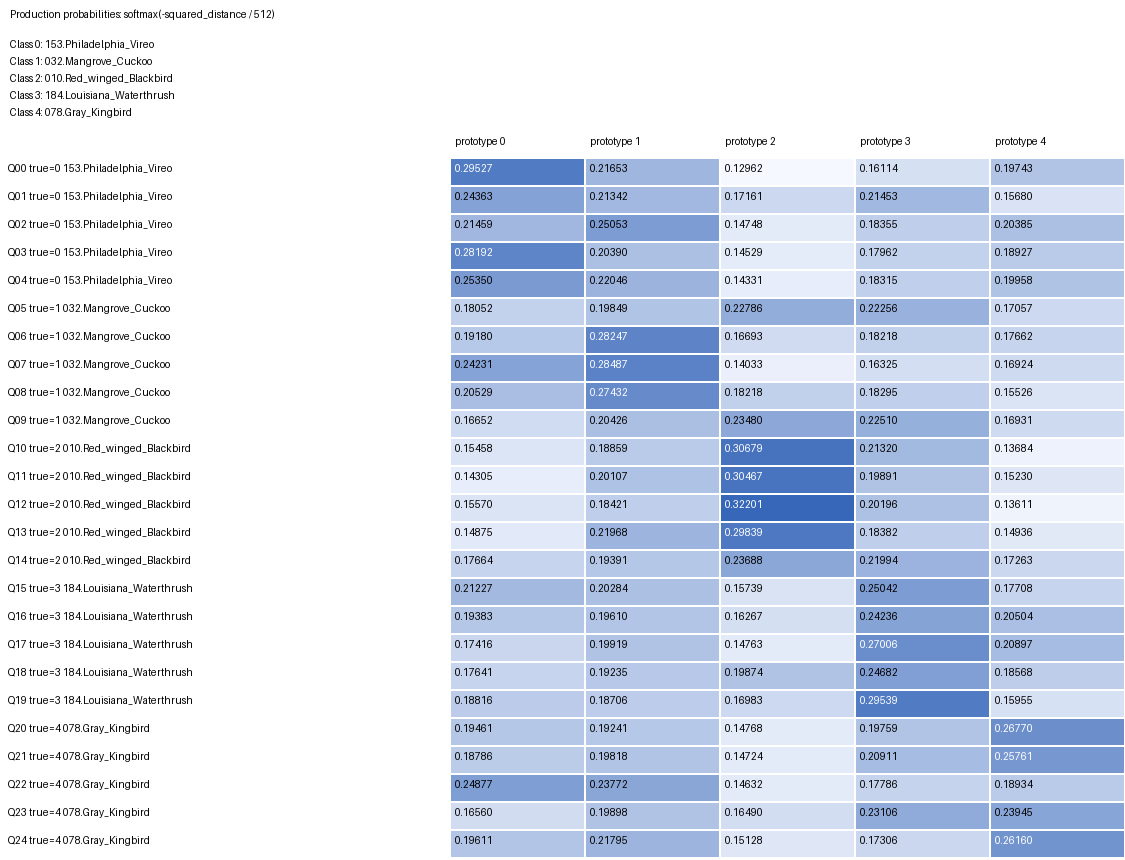 Production probabilities: softmax(-squared_distance / 512)
Class 0: 153.Philadelphia_Vireo
Class 1: 032.Mangrove_Cuckoo
Class 2: 010.Red_winged_Blackbird
Class 3: 184.Louisiana_Waterthrush
Class 4: 078.Gray_Kingbird
prototype 0 prototype 1 prototype 2 prototype 3 prototype 4
Q00 true=0 153.Philadelphia_Vireo 0.29527 0.21653 0.12962 0.16114 0.19743
Q01 true=0 153.Philadelphia_Vireo 0.24363 0.21342 0.17161 0.21453 0.15680
Q02 true=0 153.Philadelphia_Vireo 0.21459 0.25053 0.14748 0.18355 0.20385
Q03 true=0 153.Philadelphia_Vireo 0.28192 0.20390 0.14529 0.17962 0.18927
Q04 true=0 153.Philadelphia_Vireo 0.25350 0.22046 0.14331 0.18315 0.19958
Q05 true=1 032.Mangrove_Cuckoo 0.18052 0.19849 0.22786 0.22256 0.17057
Q06 true=1 032.Mangrove_Cuckoo 0.19180 0.28247 0.16693 0.18218 0.17662
Q07 true=1 032.Mangrove_Cuckoo 0.24231 0.28487 0.14033 0.16325 0.16924
Q08 true=1 032.Mangrove_Cuckoo 0.20529 0.27432 0.18218 0.18295 0.15526
Q09 true=1 032.Mangrove_Cuckoo 0.16652 0.20426 0.23480 0.22510 0.16931
Q10 true=2 010.Red_winged_Blackbird 0.15458 0.18859 0.30679 0.21320 0.13684
Q11 true=2 010.Red_winged_Blackbird 0.14305 0.20107 0.30467 0.19891 0.15230
Q12 true=2 010.Red_winged_Blackbird 0.15570 0.18421 0.32201 0.20196 0.13611
Q13 true=2 010.Red_winged_Blackbird 0.14875 0.21968 0.29839 0.18382 0.14936
Q14 true=2 010.Red_winged_Blackbird 0.17664 0.19391 0.23688 0.21994 0.17263
Q15 true=3 184.Louisiana_Waterthrush 0.21227 0.20284 0.15739 0.25042 0.17708
Q16 true=3 184.Louisiana_Waterthrush 0.19383 0.19610 0.16267 0.24236 0.20504
Q17 true=3 184.Louisiana_Waterthrush 0.17416 0.19919 0.14763 0.27006 0.20897
Q18 true=3 184.Louisiana_Waterthrush 0.17641 0.19235 0.19874 0.24682 0.18568
Q19 true=3 184.Louisiana_Waterthrush 0.18816 0.18706 0.16983 0.29539 0.15955
Q20 true=4 078.Gray_Kingbird 0.19461 0.19241 0.14768 0.19759 0.26770
Q21 true=4 078.Gray_Kingbird 0.18786 0.19818 0.14724 0.20911 0.25761
Q22 true=4 078.Gray_Kingbird 0.24877 0.23772 0.14632 0.17786 0.18934
Q23 true=4 078.Gray_Kingbird 0.16560 0.19898 0.16490 0.23106 0.23945
Q24 true=4 078.Gray_Kingbird 0.19611 0.21795 0.15128 0.17306 0.26160